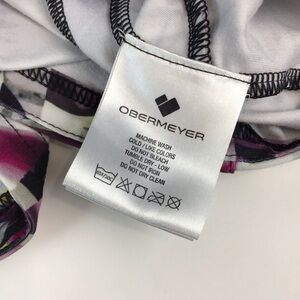 OBERMEYER
MACHINE WASH
COLD / LIKE COLORS
DO NOT BLEACH
TUMBLE DRY - LOW
DO NOT IRON
DO NOT DRY CLEAN